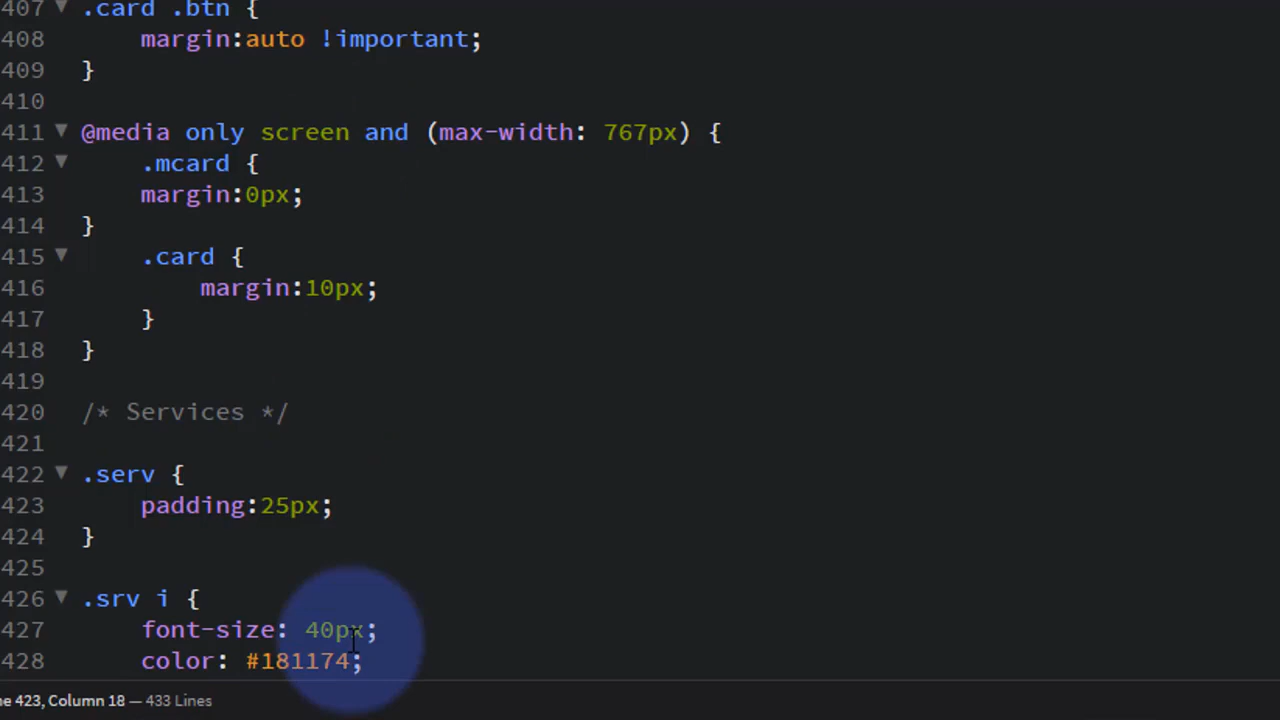 407 ▼ .card .btn {
408 margin:auto !important;
409 }
410
411 ▼ @media only screen and (max-width: 767px) {
412 ▼ .mcard {
413 margin:0px;
414 }
415 ▼ .card {
416 margin:10px;
417 }
418 }
419
420 /* Services */
421
422 ▼ .serv {
423 padding:25px;
424 }
425
426 ▼ .srv i {
427 font-size: 40px;
428 color: #181174;
ne 423, Column 18 — 433 Lines